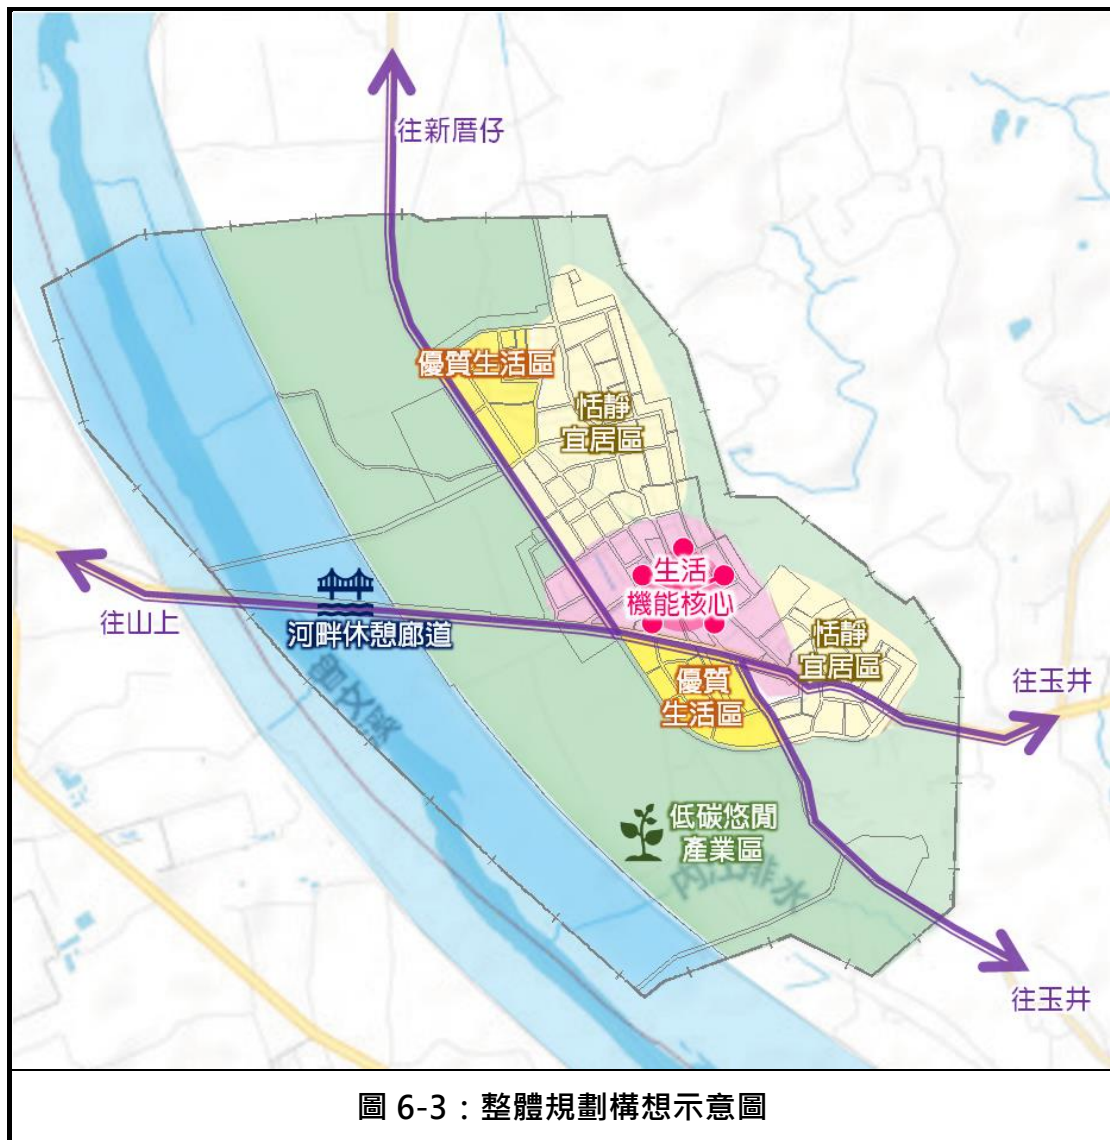 往新厝仔
優質生活區
恬靜
宜居區
生活
機能核心
往山上
河畔休憩廊道
曾文溪
恬靜
宜居區
優質
生活區
往玉井
低碳悠閒
產業區
內江排水
往玉井
圖 6-3：整體規劃構想示意圖